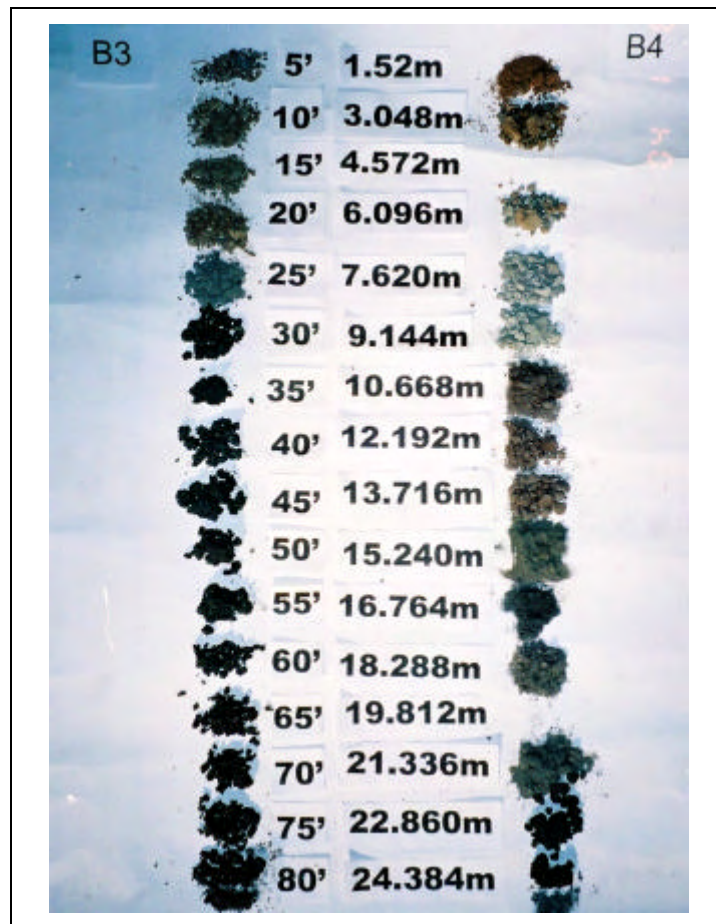 B3 B4
5' 1.52m
10' 3.048m
15' 4.572m
20' 6.096m
25' 7.620m
30' 9.144m
35' 10.668m
40' 12.192m
45' 13.716m
50' 15.240m
55' 16.764m
60' 18.288m
65' 19.812m
70' 21.336m
75' 22.860m
80' 24.384m